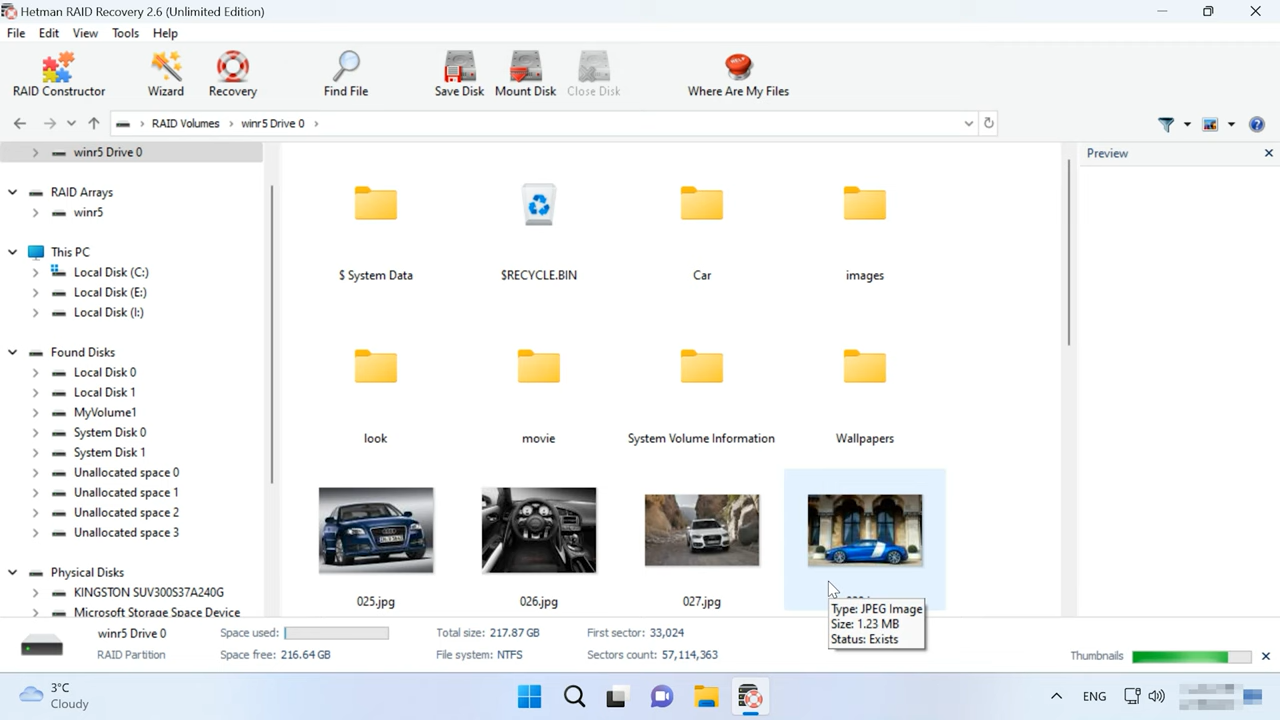 Hetman RAID Recovery 2.6 (Unlimited Edition)
File Edit View Tools Help
RAID Constructor Wizard Recovery Find File Save Disk Mount Disk Close Disk Where Are My Files
RAID Volumes > winr5 Drive 0 >
Preview
winr5 Drive 0
RAID Arrays
winr5
This PC
Local Disk (C:)
Local Disk (E:)
Local Disk (I:)
Found Disks
Local Disk 0
Local Disk 1
MyVolume1
System Disk 0
System Disk 1
Unallocated space 0
Unallocated space 1
Unallocated space 2
Unallocated space 3
Physical Disks
KINGSTON SUV300S37A240G
Microsoft Storage Space Device
$ System Data $RECYCLE.BIN Car images
look movie System Volume Information Wallpapers
025.jpg 026.jpg 027.jpg
Type: JPEG Image
Size: 1.23 MB
Status: Exists
winr5 Drive 0 Space used: Total size: 217.87 GB First sector: 33,024
RAID Partition Space free: 216.64 GB File system: NTFS Sectors count: 57,114,363
Thumbnails
3°C
Cloudy
ENG